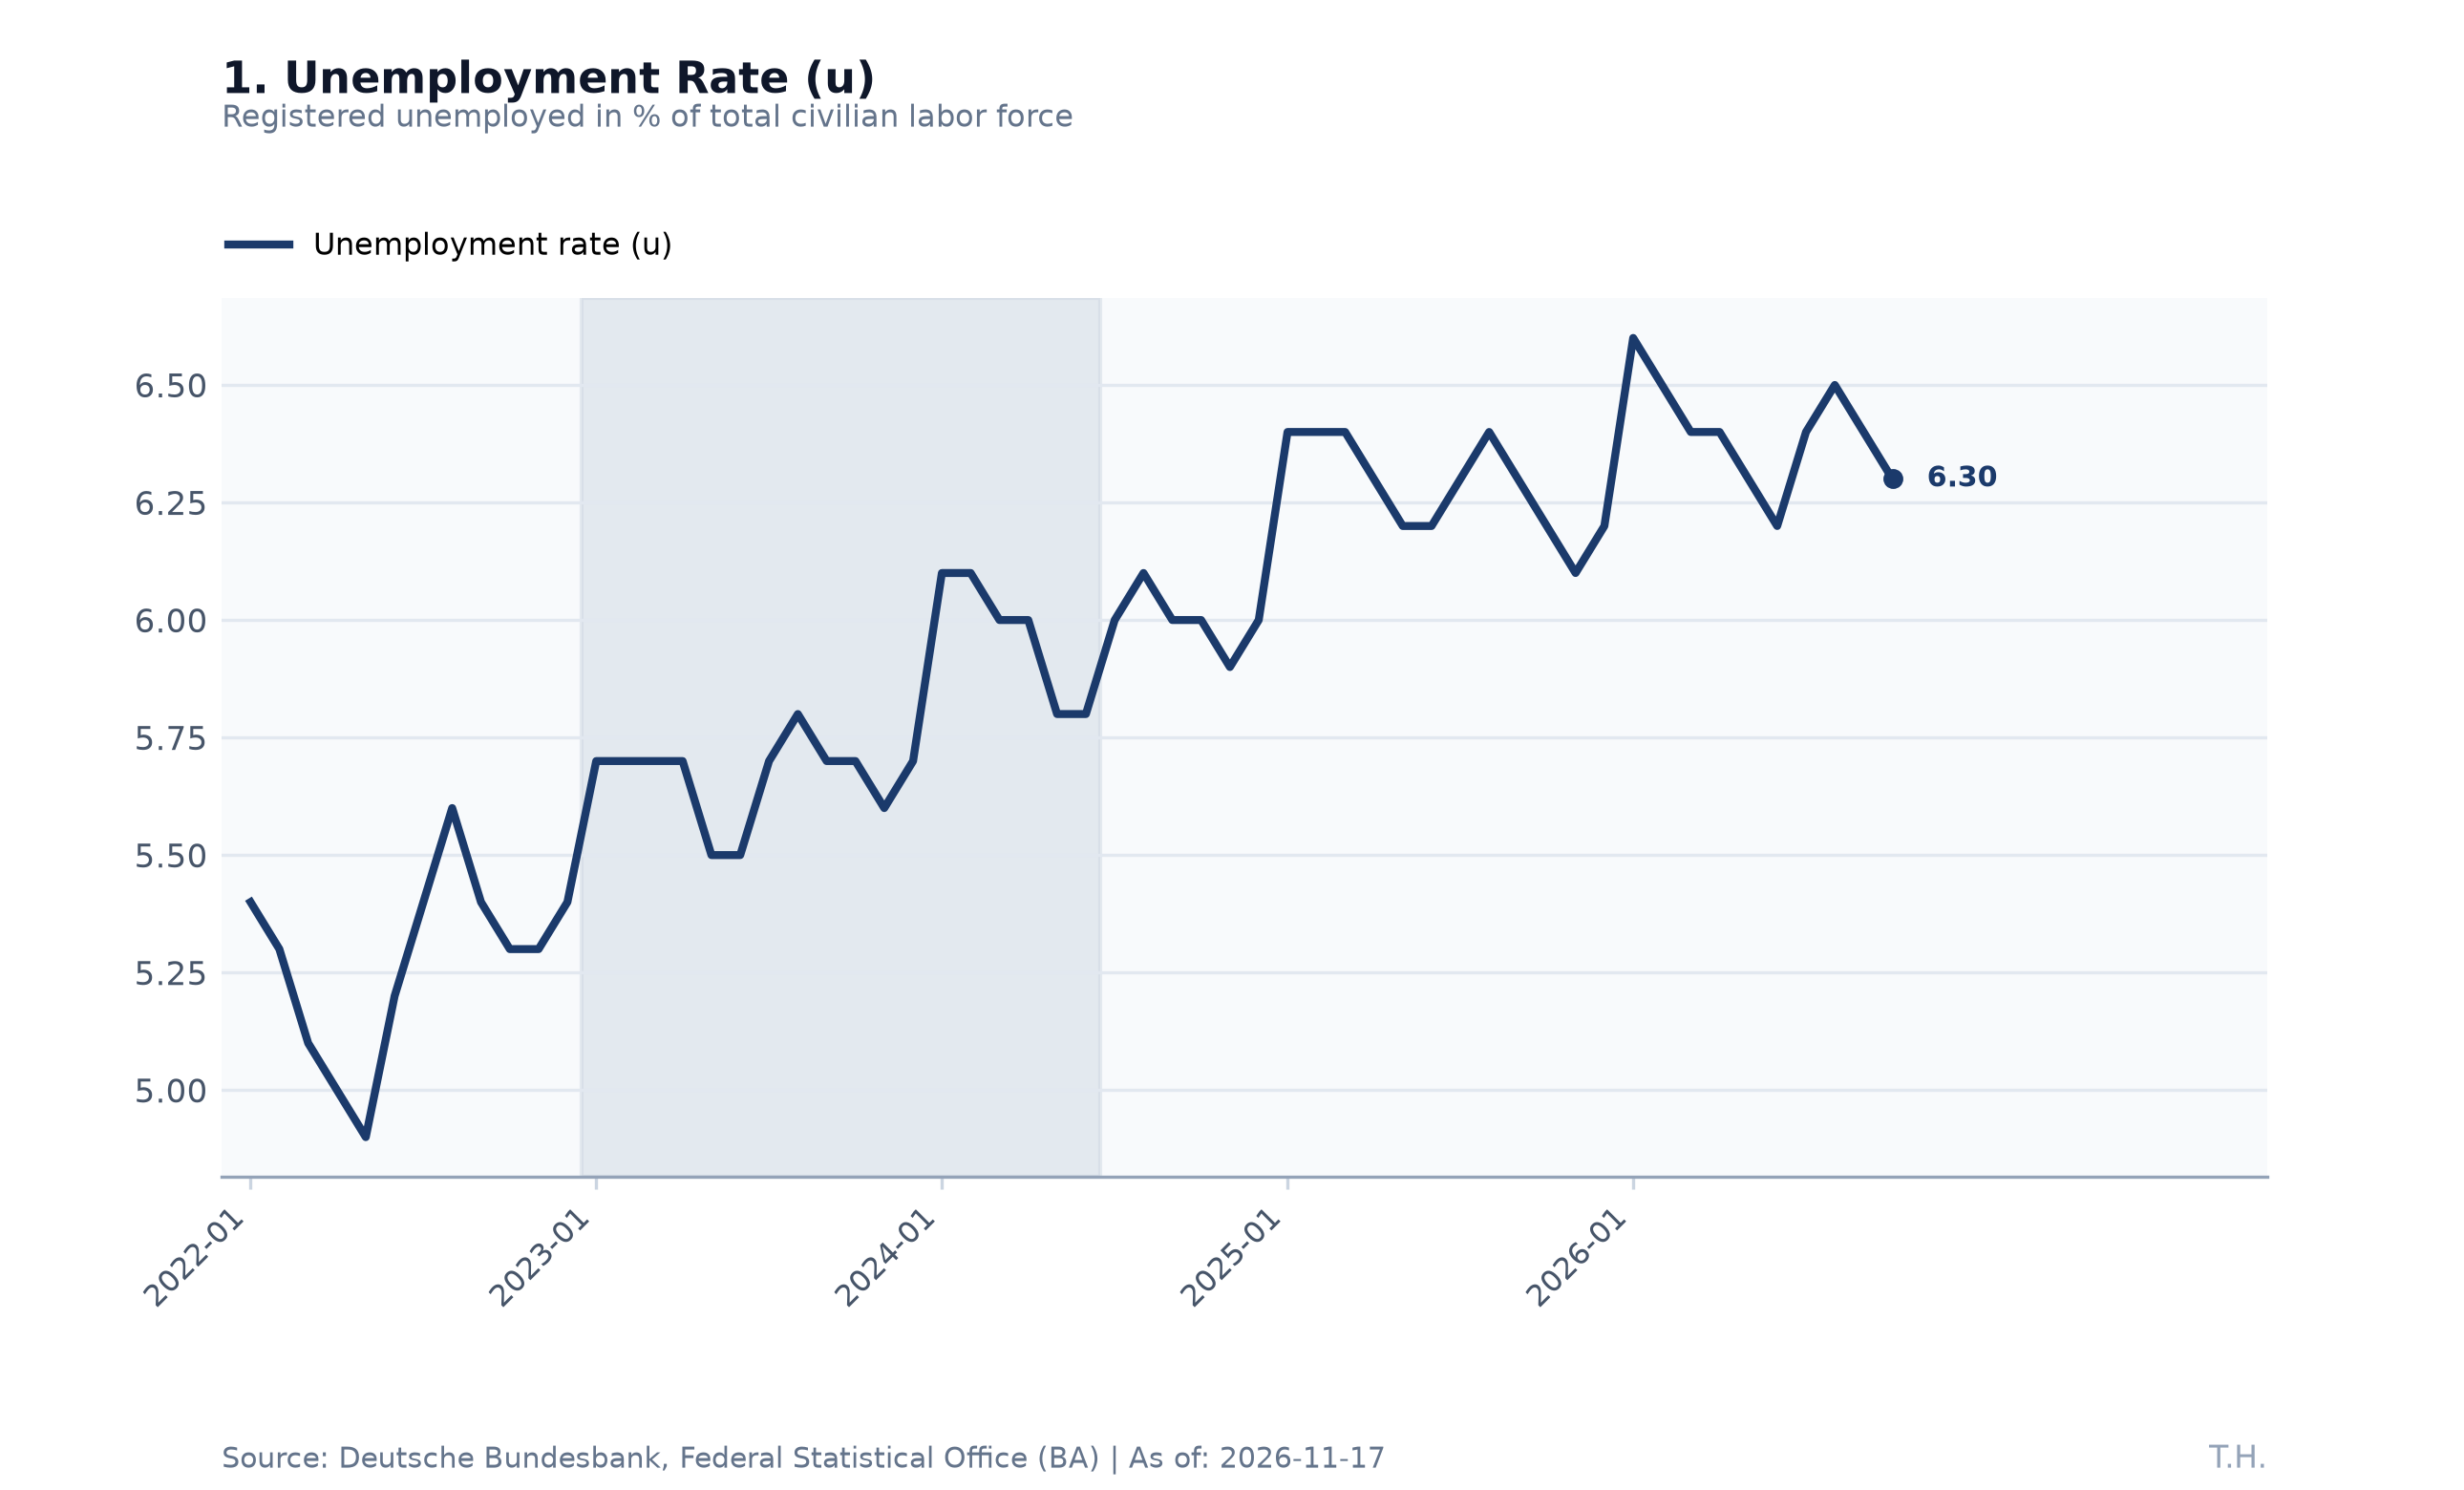 1. Unemployment Rate (u)
Registered unemployed in % of total civilian labor force
Unemployment rate (u)
6.50
6.25
6.00
5.75
5.50
5.25
5.00
6.30
2022-01
2023-01
2024-01
2025-01
2026-01
Source: Deutsche Bundesbank, Federal Statistical Office (BA) | As of: 2026-11-17
T.H.